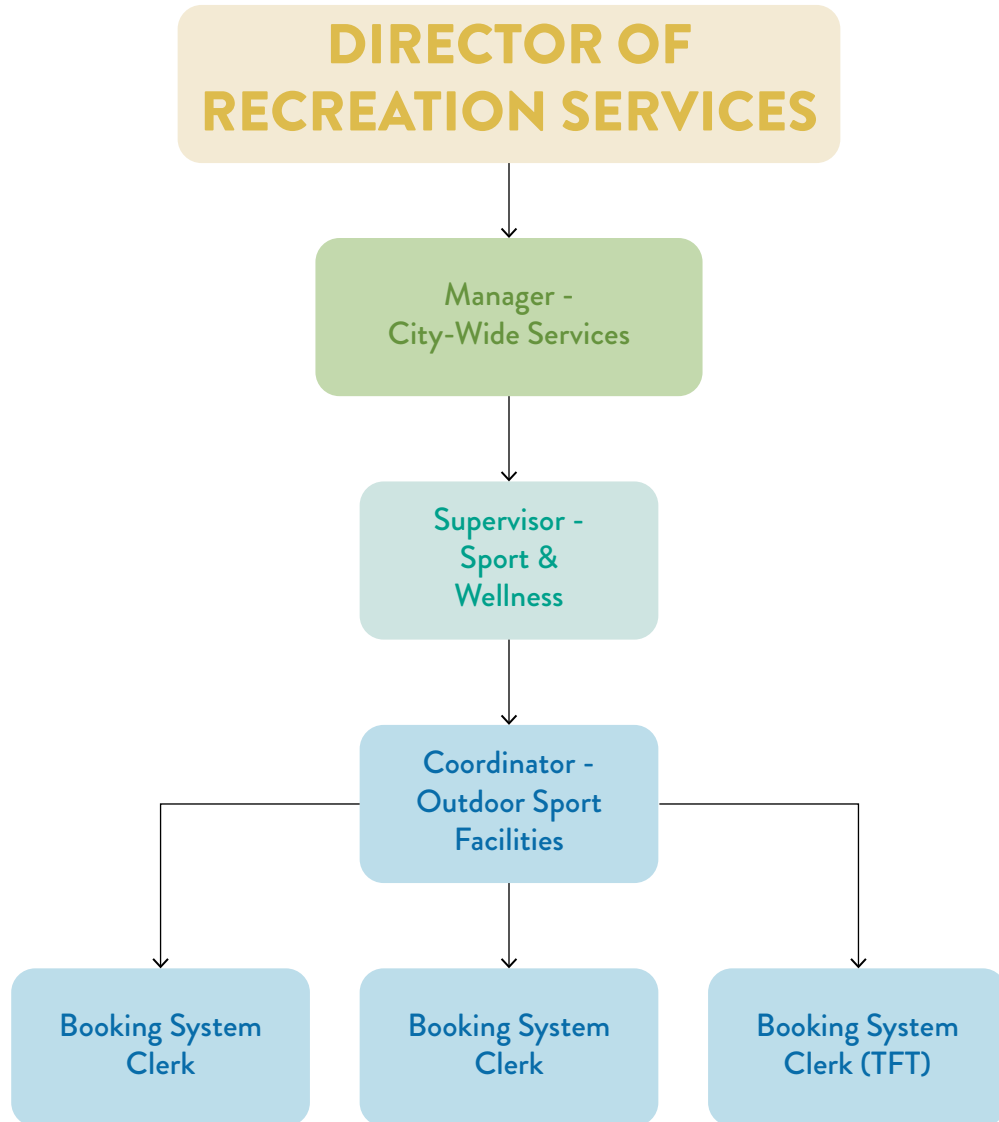 DIRECTOR OF
RECREATION SERVICES
Manager -
City-Wide Services
Supervisor -
Sport &
Wellness
Coordinator -
Outdoor Sport
Facilities
Booking System
Clerk
Booking System
Clerk
Booking System
Clerk (TFT)